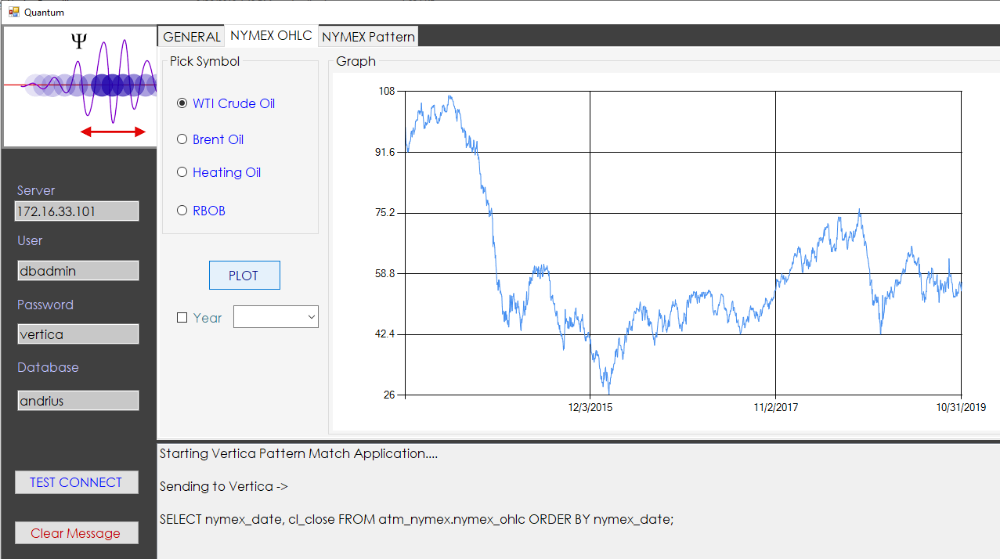 Quantum
Ψ
GENERAL
NYMEX OHLC
NYMEX Pattern
Pick Symbol
WTI Crude Oil
Brent Oil
Heating Oil
RBOB
PLOT
Year
Graph
108
91.6
75.2
58.8
42.4
26
12/3/2015
11/2/2017
10/31/2019
Server
172.16.33.101
User
dbadmin
Password
vertica
Database
andrius
TEST CONNECT
Clear Message
Starting Vertica Pattern Match Application....
Sending to Vertica ->
SELECT nymex_date, cl_close FROM atm_nymex.nymex_ohlc ORDER BY nymex_date;